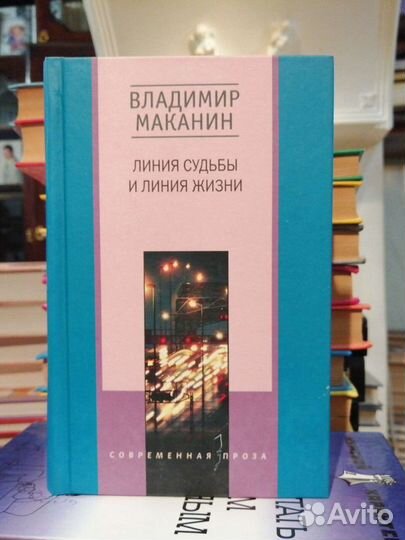 ВЛАДИМИР
МАКАНИН
ЛИНИЯ СУДЬБЫ
И ЛИНИЯ ЖИЗНИ
СОВРЕМЕННАЯ ПРОЗА
Avito